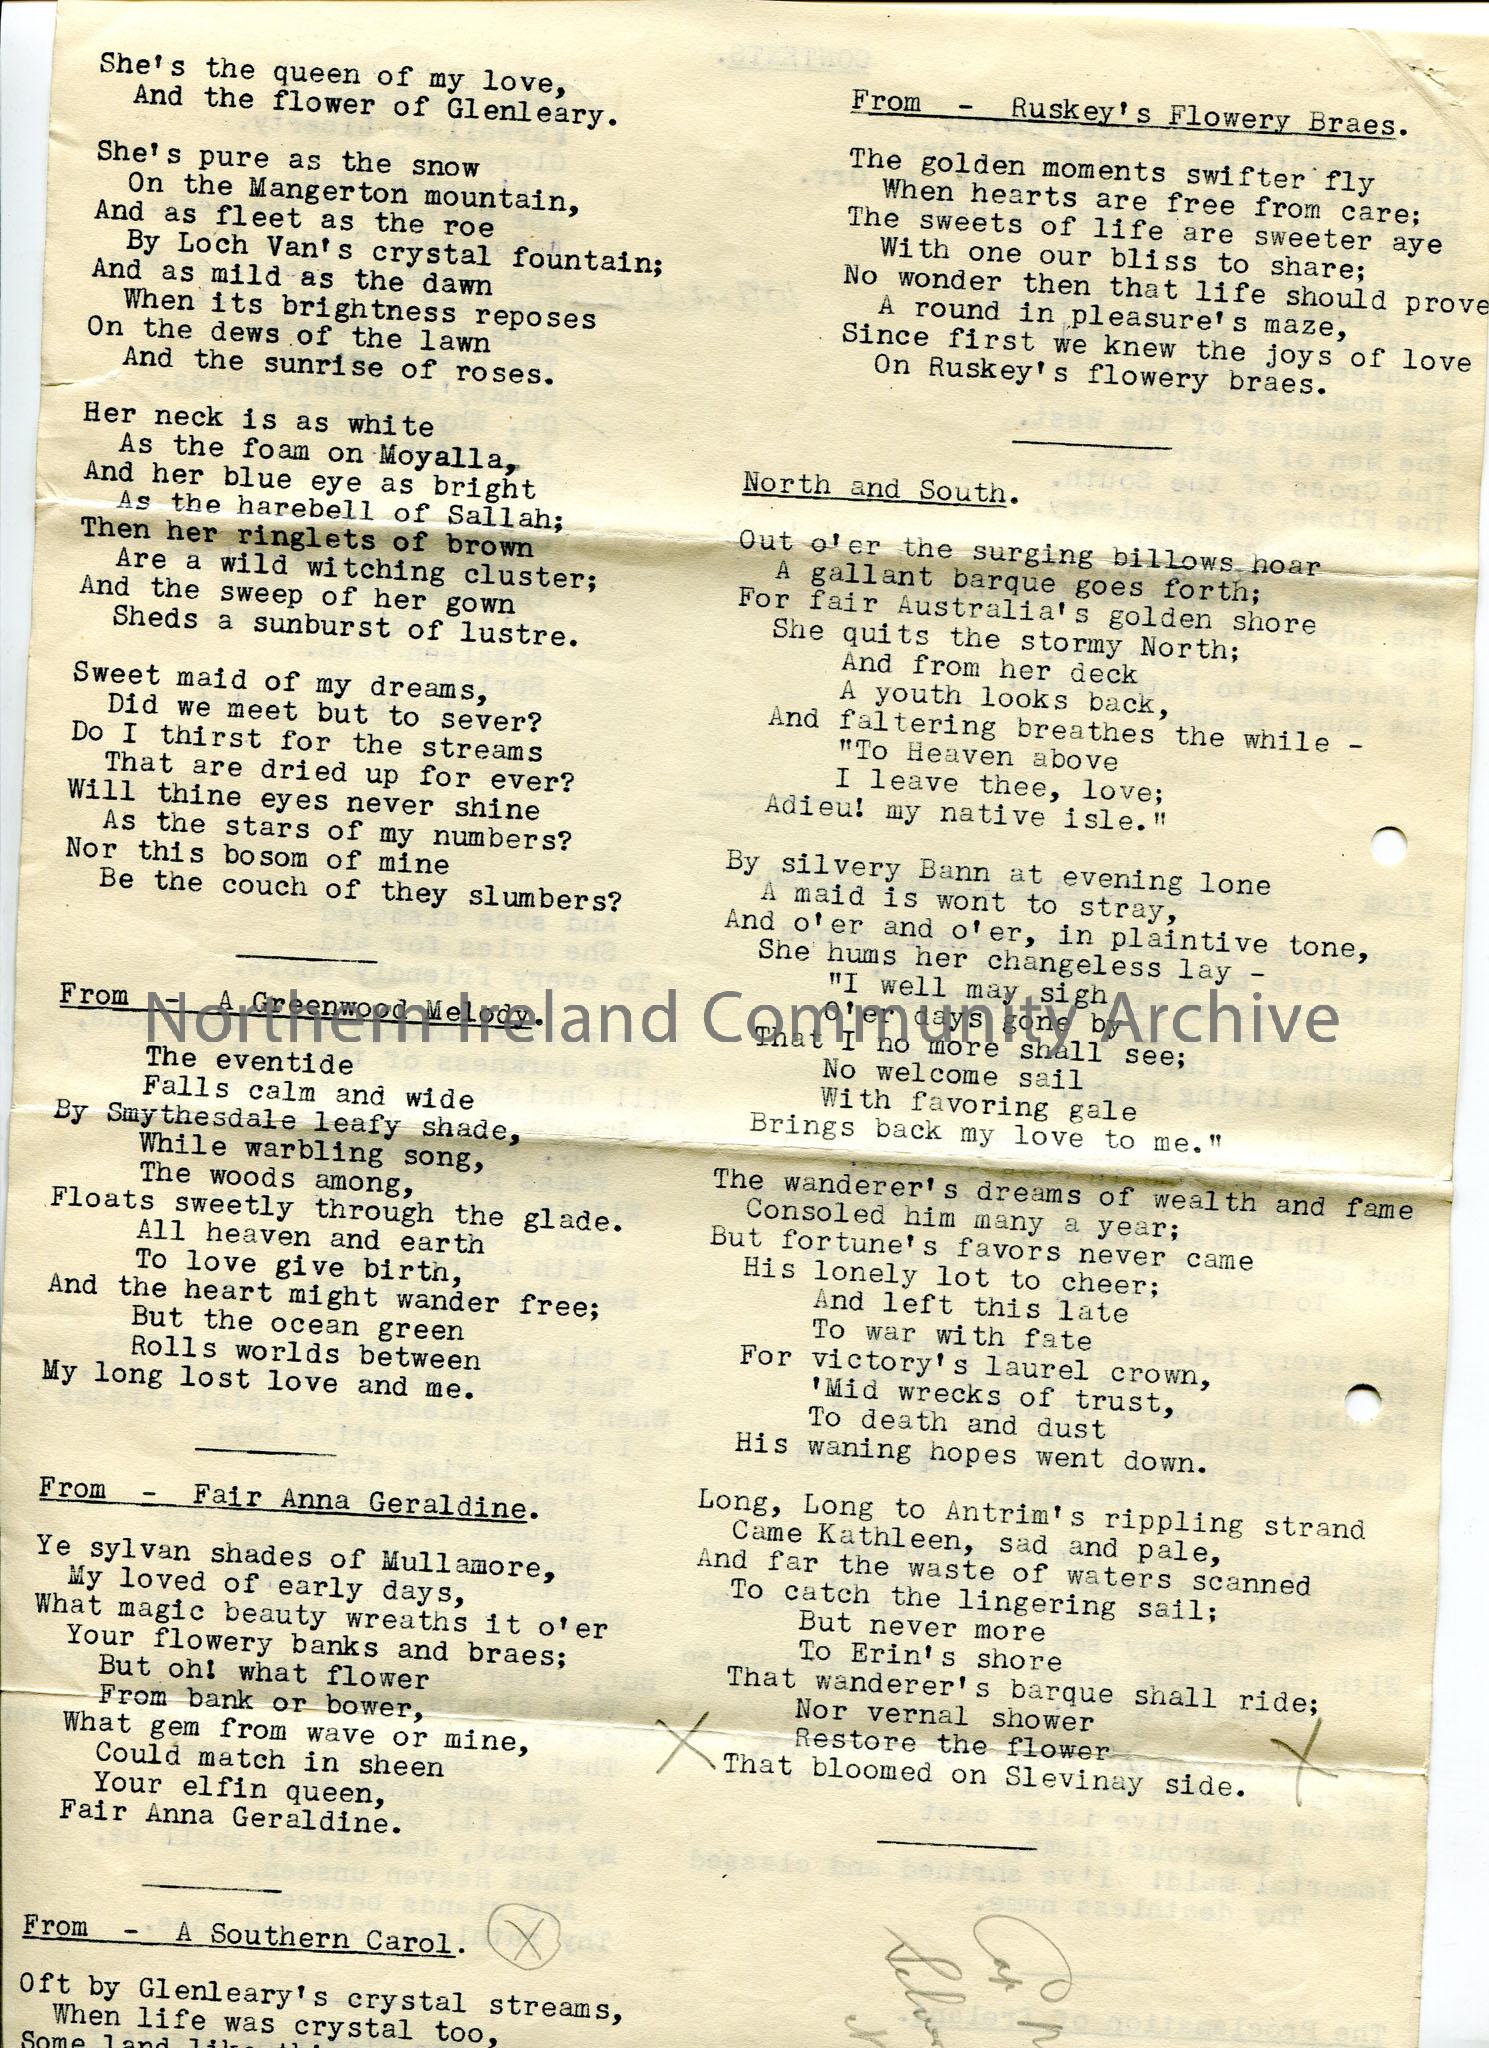 She's the queen of my love,
And the flower of Glenleary.
She's pure as the snow
On the Mangerton mountain,
And as fleet as the roe
By Loch Van's crystal fountain;
And as mild as the dawn
When its brightness reposes
On the dews of the lawn
And the sunrise of roses.
Her neck is as white
As the foam on Moyalla,
And her blue eye as bright
As the harebell of Sallah;
Then her ringlets of brown
Are a wild witching cluster;
And the sweep of her gown
Sheds a sunburst of lustre.
Sweet maid of my dreams,
Did we meet but to sever?
Do I thirst for the streams
That are dried up for ever?
Will thine eyes never shine
As the stars of my numbers?
Nor this bosom of mine
Be the couch of they slumbers?
From - A Greenwood Melody.
The eventide
Falls calm and wide
By Smythesdale leafy shade,
While warbling song,
The woods among,
Floats sweetly through the glade.
All heaven and earth
To love give birth,
And the heart might wander free;
But the ocean green
Rolls worlds between
My long lost love and me.
From - Fair Anna Geraldine.
Ye sylvan shades of Mullamore,
My loved of early days,
What magic beauty wreaths it o'er
Your flowery banks and braes;
But oh! what flower
From bank or bower,
What gem from wave or mine,
Could match in sheen
Your elfin queen,
Fair Anna Geraldine.
From - A Southern Carol. X
Oft by Glenleary's crystal streams,
When life was crystal too,
Some land like
From - Ruskey's Flowery Braes.
The golden moments swifter fly
When hearts are free from care;
The sweets of life are sweeter aye
With one our bliss to share;
No wonder then that life should prove
A round in pleasure's maze,
Since first we knew the joys of love
On Ruskey's flowery braes.
North and South.
Out o'er the surging billows hoar
A gallant barque goes forth;
For fair Australia's golden shore
She quits the stormy North;
And from her deck
A youth looks back,
And faltering breathes the while -
"To Heaven above
I leave thee, love;
Adieu! my native isle."
By silvery Bann at evening lone
A maid is wont to stray,
And o'er and o'er, in plaintive tone,
She hums her changeless lay -
"I well may sigh
O'er days gone by
That I no more shall see;
No welcome sail
With favoring gale
Brings back my love to me."
The wanderer's dreams of wealth and fame
Consoled him many a year;
But fortune's favors never came
His lonely lot to cheer;
And left this late
To war with fate
For victory's laurel crown,
'Mid wrecks of trust,
To death and dust
His waning hopes went down.
Long, Long to Antrim's rippling strand
Came Kathleen, sad and pale,
And far the waste of waters scanned
To catch the lingering sail;
But never more
To Erin's shore
That wanderer's barque shall ride;
Nor vernal shower
Restore the flower
X That bloomed on Slevinay side. X
Northern Ireland Community Archive